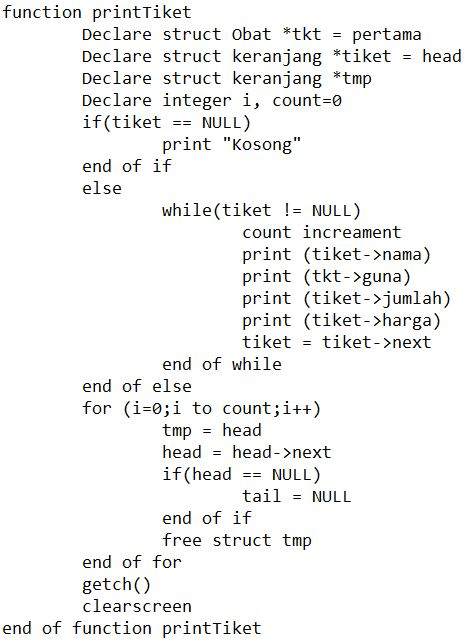 function printTiket
Declare struct Obat *tkt = pertama
Declare struct keranjang *tiket = head
Declare struct keranjang *tmp
Declare integer i, count=0
if(tiket == NULL)
print "Kosong"
end of if
else
while(tiket != NULL)
count increament
print (tiket->nama)
print (tkt->guna)
print (tiket->jumlah)
print (tiket->harga)
tiket = tiket->next
end of while
end of else
for (i=0;i to count;i++)
tmp = head
head = head->next
if(head == NULL)
tail = NULL
end of if
free struct tmp
end of for
getch()
clearscreen
end of function printTiket